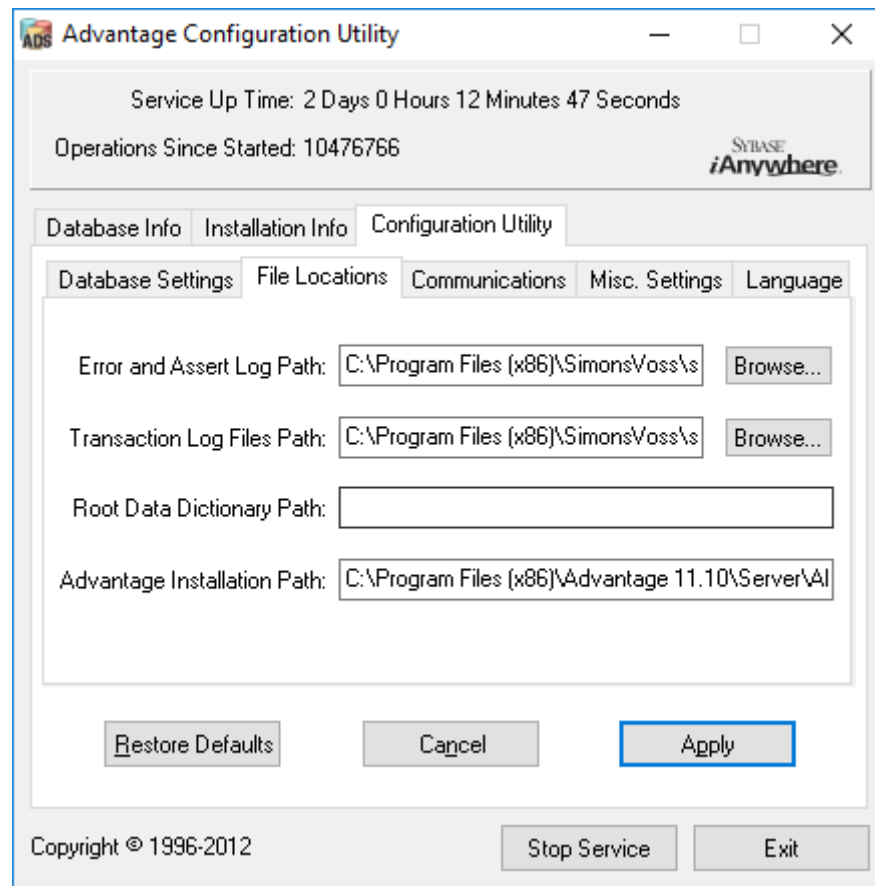 Advantage Configuration Utility
Service Up Time: 2 Days 0 Hours 12 Minutes 47 Seconds
Operations Since Started: 10476766
SYBASE
iAnywhere.
Database Info Installation Info Configuration Utility
Database Settings File Locations Communications Misc. Settings Language
Error and Assert Log Path: C:\Program Files (x86)\SimonsVoss\s Browse...
Transaction Log Files Path: C:\Program Files (x86)\SimonsVoss\s Browse...
Root Data Dictionary Path:
Advantage Installation Path: C:\Program Files (x86)\Advantage 11.10\Server\Al
Restore Defaults Cancel Apply
Copyright © 1996-2012 Stop Service Exit